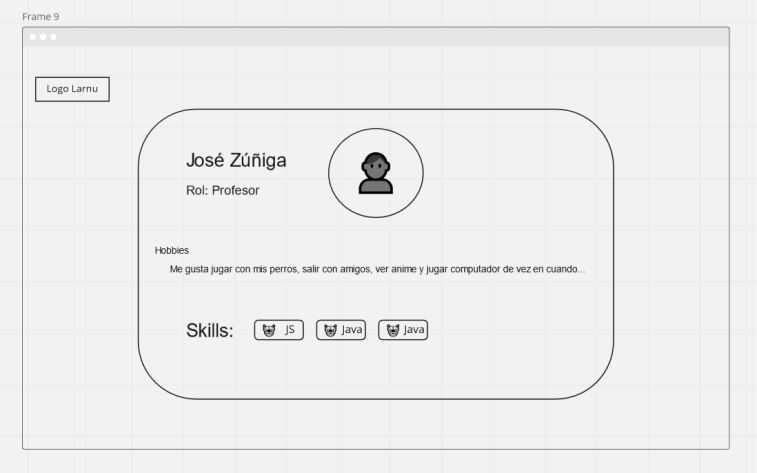 Frame 9
Logo Larnu
José Zúñiga
Rol: Profesor
Hobbies
Me gusta jugar con mis perros, salir con amigos, ver anime y jugar computador de vez en cuando...
Skills: JS Java Java